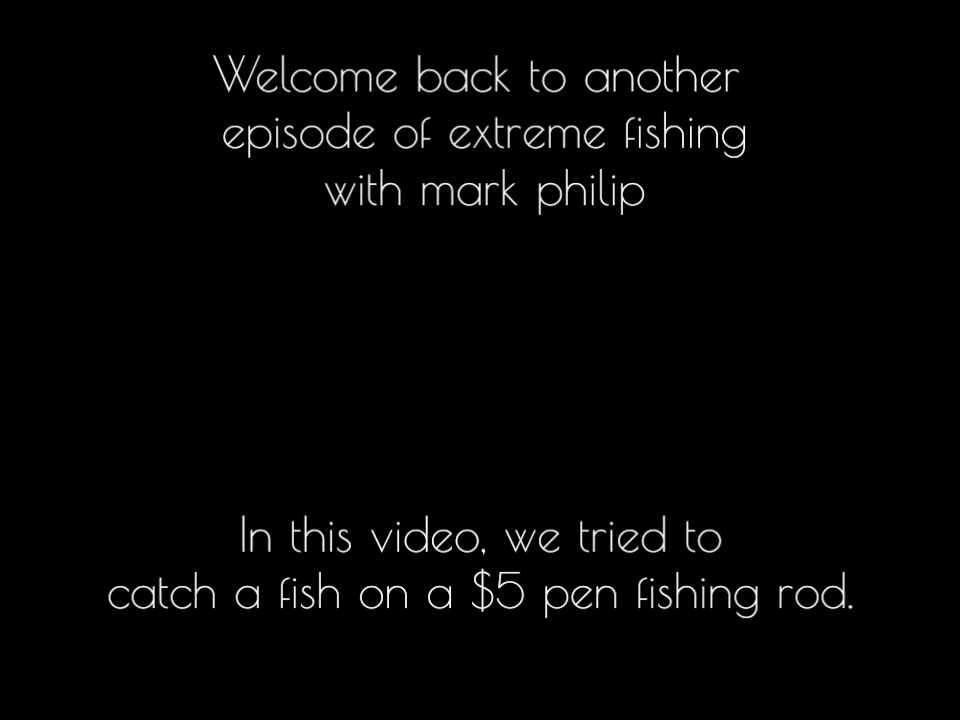 Welcome back to another
episode of extreme fishing
with mark philip
In this video, we tried to
catch a fish on a $5 pen fishing rod.